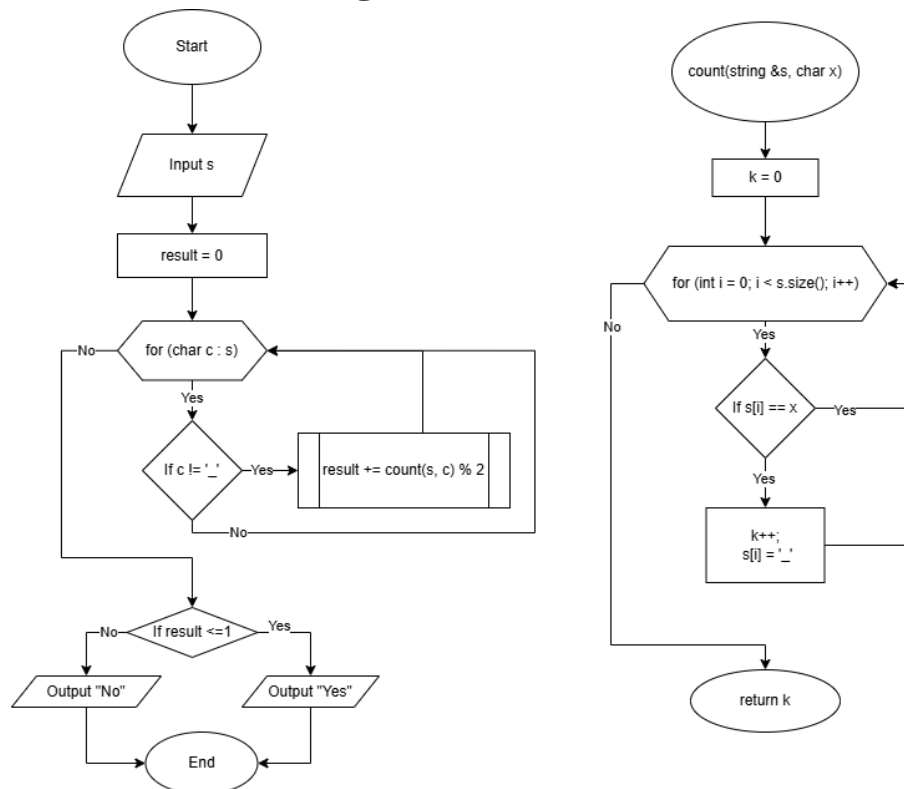 Start
Input s
result = 0
for (char c : s)
No
Yes
If c != '_'
Yes
result += count(s, c) % 2
No
If result <=1
No
Yes
Output "No"
Output "Yes"
End
count(string &s, char x)
k = 0
for (int i = 0; i < s.size(); i++)
No
Yes
If s[i] == x
Yes
Yes
k++;
s[i] = '_'
return k